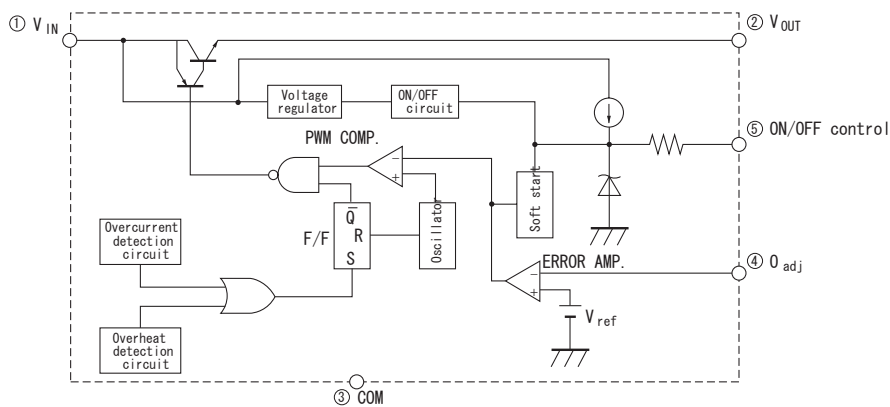 ① V IN
② V OUT
Voltage
regulator
ON/OFF
circuit
PWM COMP.
⑤ ON/OFF control
-
+
Soft start
Overcurrent
detection
circuit
F/F
Q̅
R
S
Oscillator
ERROR AMP.
④ O adj
-
+
V ref
Overheat
detection
circuit
③ COM